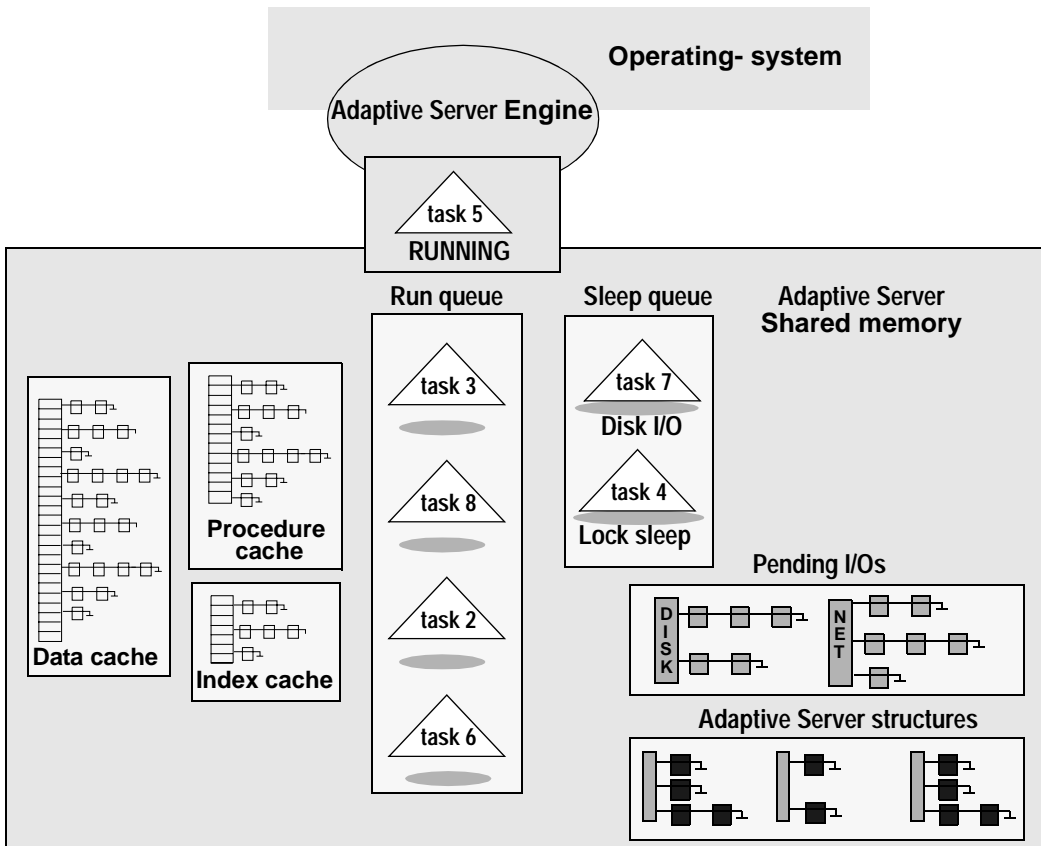 Operating- system
Adaptive Server Engine
task 5
RUNNING
Run queue
Sleep queue
Adaptive Server
Shared memory
task 3
task 8
task 2
task 6
task 7
Disk I/O
task 4
Lock sleep
Procedure
cache
Data cache
Index cache
Pending I/Os
DISK
NET
Adaptive Server structures